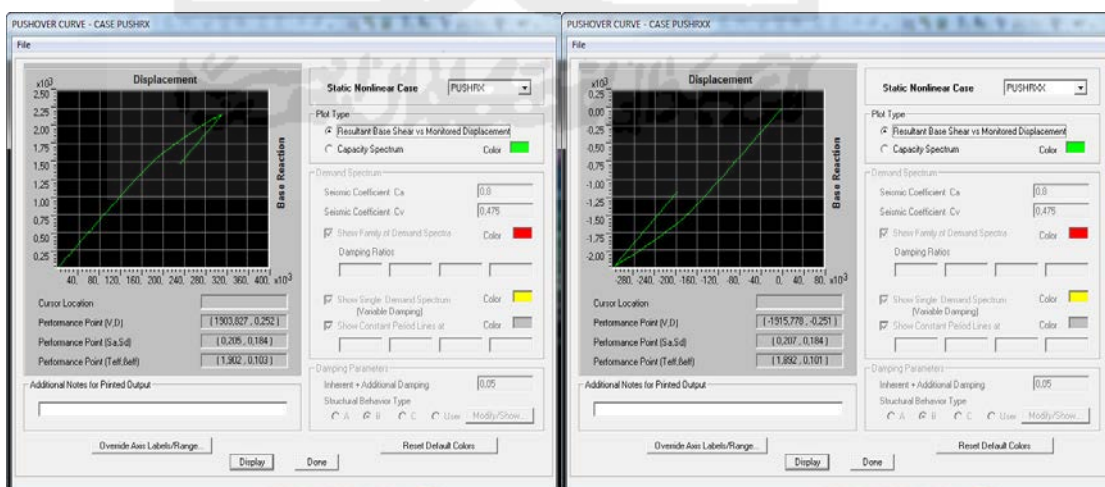 PUSHOVER CURVE - CASE PUSHRX
File
Displacement
x10³
2.50
2.25
2.00
1.75
1.50
1.25
1.00
0.75
0.50
0.25
40. 80. 120. 160. 200. 240. 280. 320. 360. 400. x10³
Base Reaction
Cursor Location
Performance Point (V,D) (1903,827 , 0,252 )
Performance Point (Sa,Sd) ( 0,205 , 0,184 )
Performance Point (Teff,βeff) ( 1,902 , 0,103 )
Additional Notes for Printed Output
Static Nonlinear Case PUSHRX
Plot Type
Resultant Base Shear vs Monitored Displacement
Capacity Spectrum Color
Demand Spectrum
Seismic Coefficient Ca 0,8
Seismic Coefficient Cv 0,475
Show Family of Demand Spectra Color
Damping Ratios
Show Single Demand Spectrum Color
(Variable Damping)
Show Constant Period Lines at Color
Damping Parameters
Inherent + Additional Damping 0,05
Structural Behavior Type
A B C User Modify/Show...
Override Axis Labels/Range... Reset Default Colors
Display Done
PUSHOVER CURVE - CASE PUSHRXX
File
Displacement
x10³
0.25
0.00
-0.25
-0.50
-0.75
-1.00
-1.25
-1.50
-1.75
-2.00
-280. -240. -200. -160. -120. -80. -40. 0. 40. 80. x10³
Base Reaction
Cursor Location
Performance Point (V,D) (-1915,778 , -0,251 )
Performance Point (Sa,Sd) ( 0,207 , 0,184 )
Performance Point (Teff,βeff) ( 1,892 , 0,101 )
Additional Notes for Printed Output
Static Nonlinear Case PUSHRXX
Plot Type
Resultant Base Shear vs Monitored Displacement
Capacity Spectrum Color
Demand Spectrum
Seismic Coefficient Ca 0,8
Seismic Coefficient Cv 0,475
Show Family of Demand Spectra Color
Damping Ratios
Show Single Demand Spectrum Color
(Variable Damping)
Show Constant Period Lines at Color
Damping Parameters
Inherent + Additional Damping 0,05
Structural Behavior Type
A B C User Modify/Show...
Override Axis Labels/Range... Reset Default Colors
Display Done